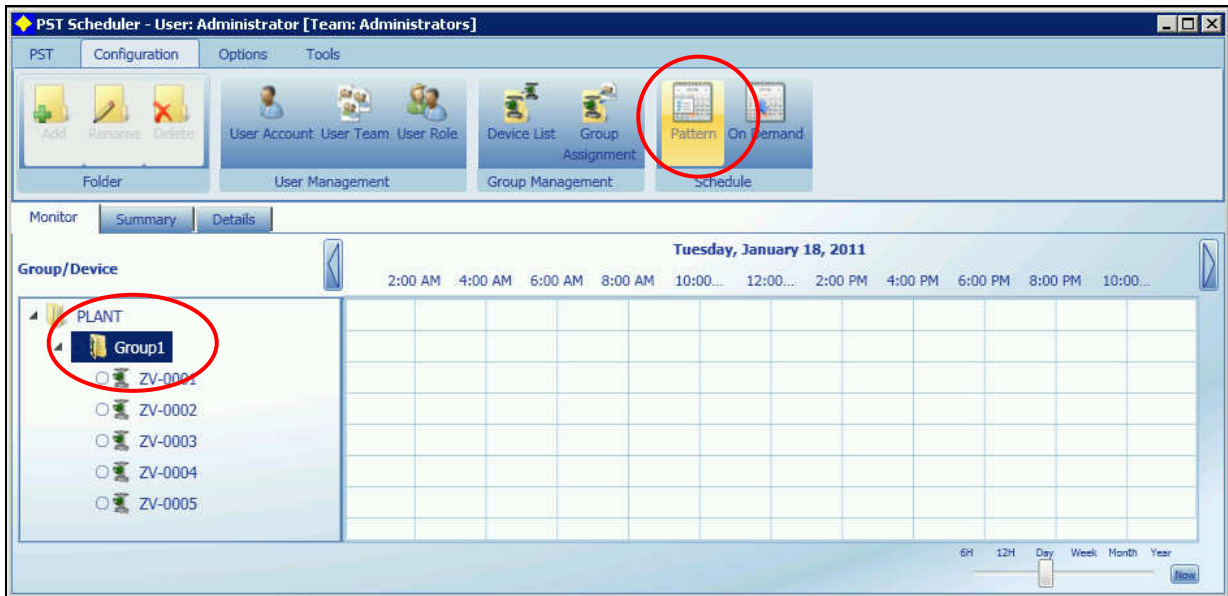 PST Scheduler - User: Administrator [Team: Administrators]
PST Configuration Options Tools
Add Rename Delete User Account User Team User Role Device List Group Assignment Pattern On Demand
Folder User Management Group Management Schedule
Monitor Summary Details
Tuesday, January 18, 2011
Group/Device
2:00 AM 4:00 AM 6:00 AM 8:00 AM 10:00... 12:00... 2:00 PM 4:00 PM 6:00 PM 8:00 PM 10:00...
PLANT
Group1
ZV-0001
ZV-0002
ZV-0003
ZV-0004
ZV-0005
6H 12H Day Week Month Year
Now